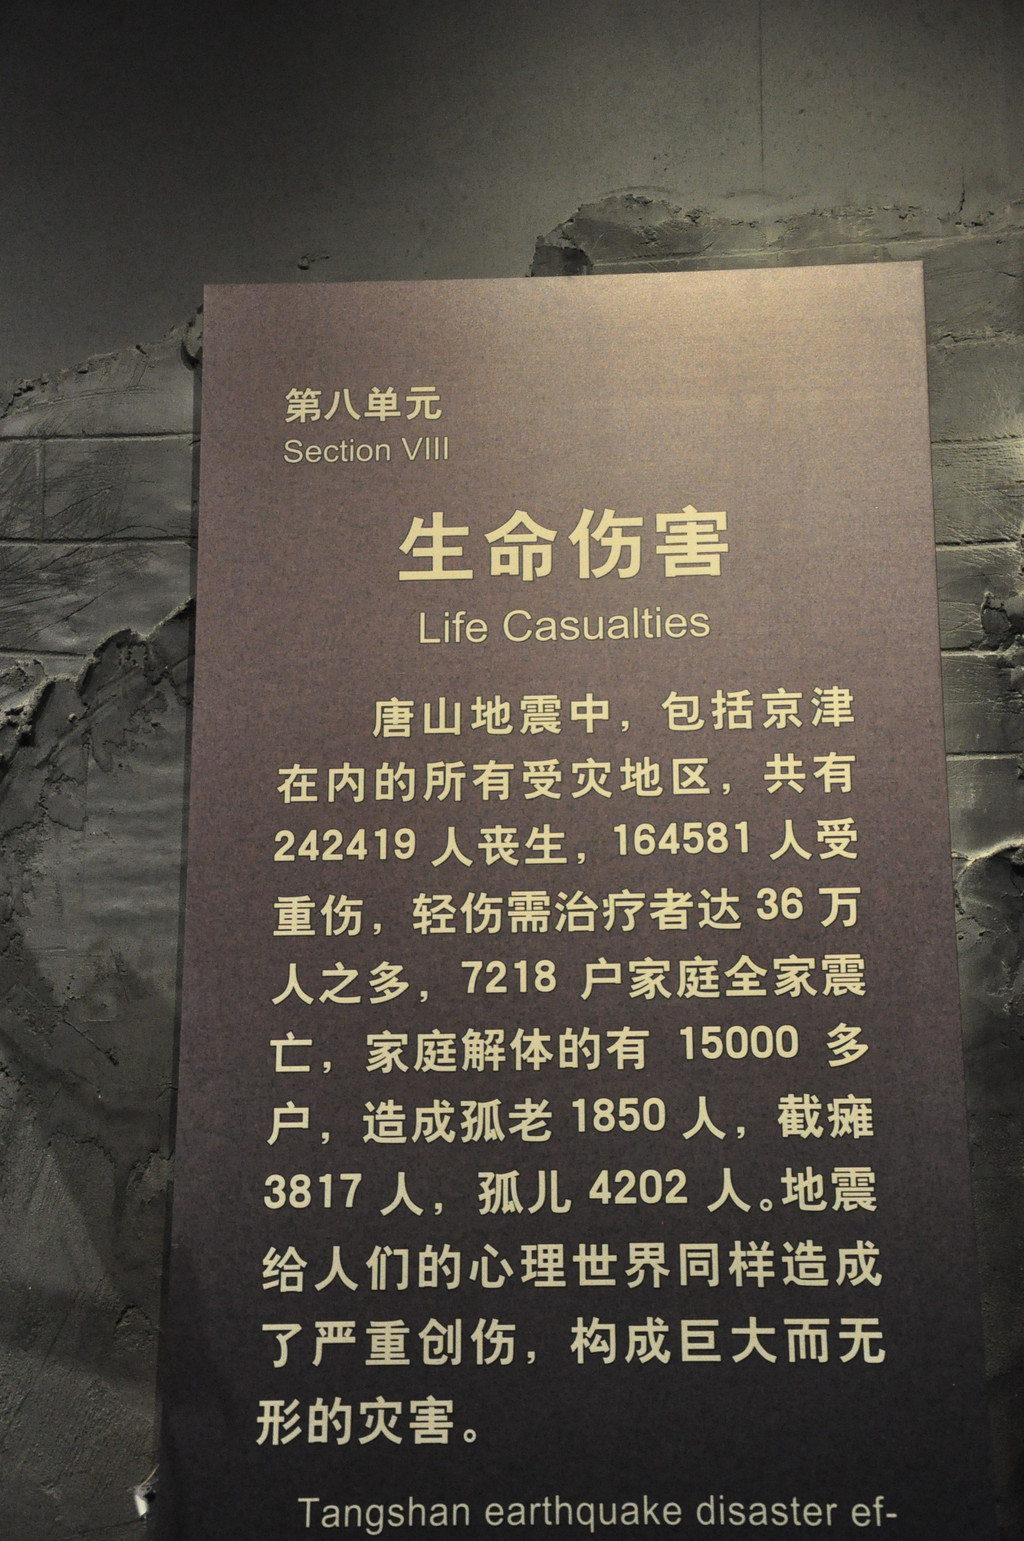 第八单元
Section VIII
生命伤害
Life Casualties
唐山地震中，包括京津
在内的所有受灾地区，共有
242419 人丧生，164581 人受
重伤，轻伤需治疗者达 36 万
人之多，7218 户家庭全家震
亡，家庭解体的有 15000 多
户，造成孤老 1850 人，截瘫
3817 人，孤儿 4202 人。地震
给人们的心理世界同样造成
了严重创伤，构成巨大而无
形的灾害。
Tangshan earthquake disaster ef-